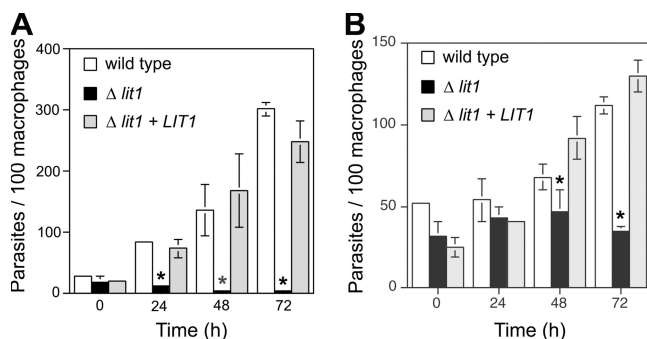 A
Parasites / 100 macrophages
400
300
200
100
0
wild type
Δ lit1
Δ lit1 + LIT1
*
*
*
0 24 48 72
Time (h)
B
Parasites / 100 macrophages
150
100
50
0
wild type
Δ lit1
Δ lit1 + LIT1
*
*
0 24 48 72
Time (h)